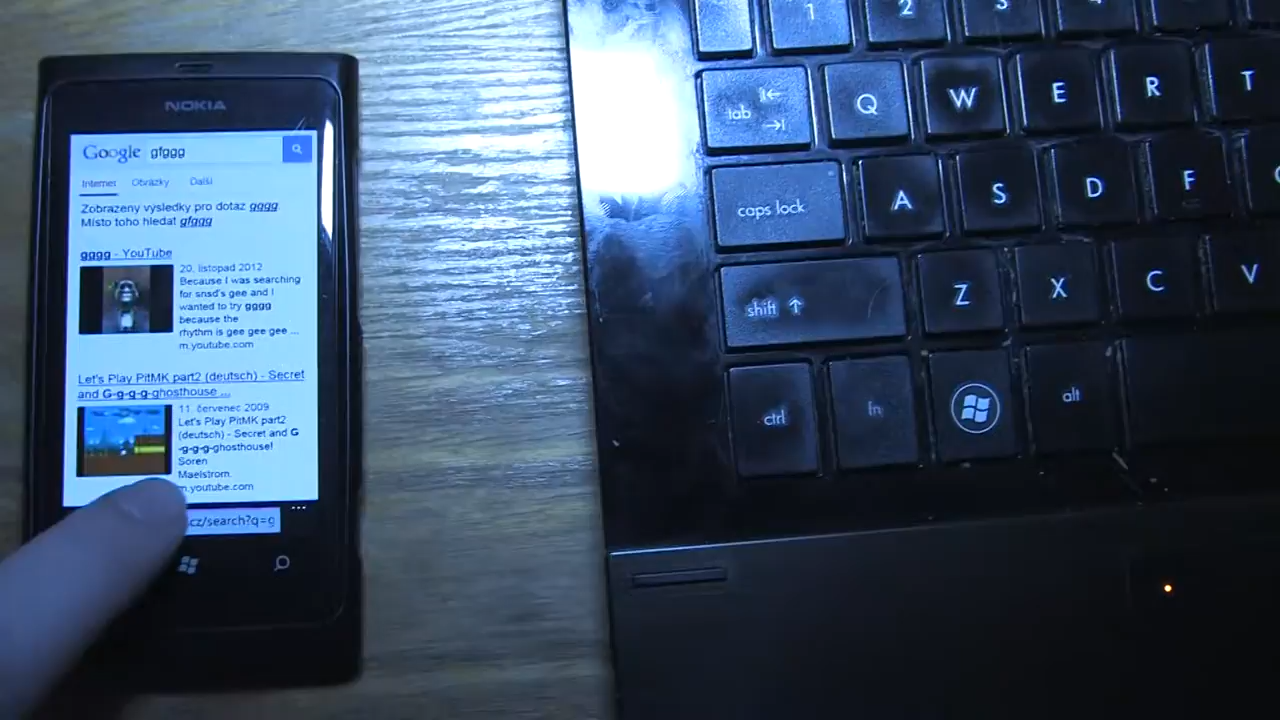 NOKIA
Google gfggg
Internet Obrázky Další
Zobrazeny výsledky pro dotaz gggg
Místo toho hledat gfggg
gggg - YouTube
20. listopad 2012
Because I was searching
for snsd's gee and I
wanted to try gggg
because the
rhythm is gee gee gee ...
m.youtube.com
Let's Play PitMK part2 (deutsch) - Secret
and G-g-g-g-ghosthouse ...
11. červenec 2009
Let's Play PitMK part2
(deutsch) - Secret and G
-g-g-g-ghosthouse!
Soren
Maelstrom.
m.youtube.com
.cz/search?q=g
1 2 3 4
tab Q W E R T
caps lock A S D F
shift Z X C V
ctrl fn alt